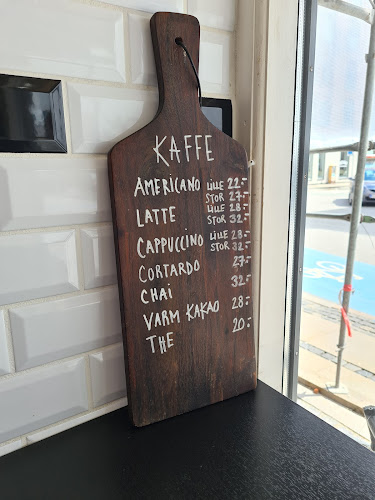 KAFFE
AMERICANO LILLE 22.-
STOR 27.-
LATTE LILLE 28.-
STOR 32.-
CAPPUCCINO LILLE 28.-
STOR 32.-
CORTARDO 27.-
CHAI 32.-
VARM KAKAO 28.-
THE 20.-